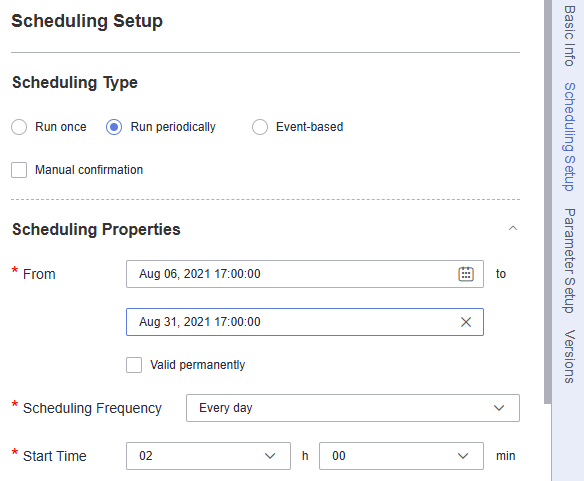 Scheduling Setup
Scheduling Type
Run once
Run periodically
Event-based
Manual confirmation
Scheduling Properties
* From
Aug 06, 2021 17:00:00
to
Aug 31, 2021 17:00:00
Valid permanently
* Scheduling Frequency
Every day
* Start Time
02
h
00
min
Basic Info
Scheduling Setup
Parameter Setup
Versions